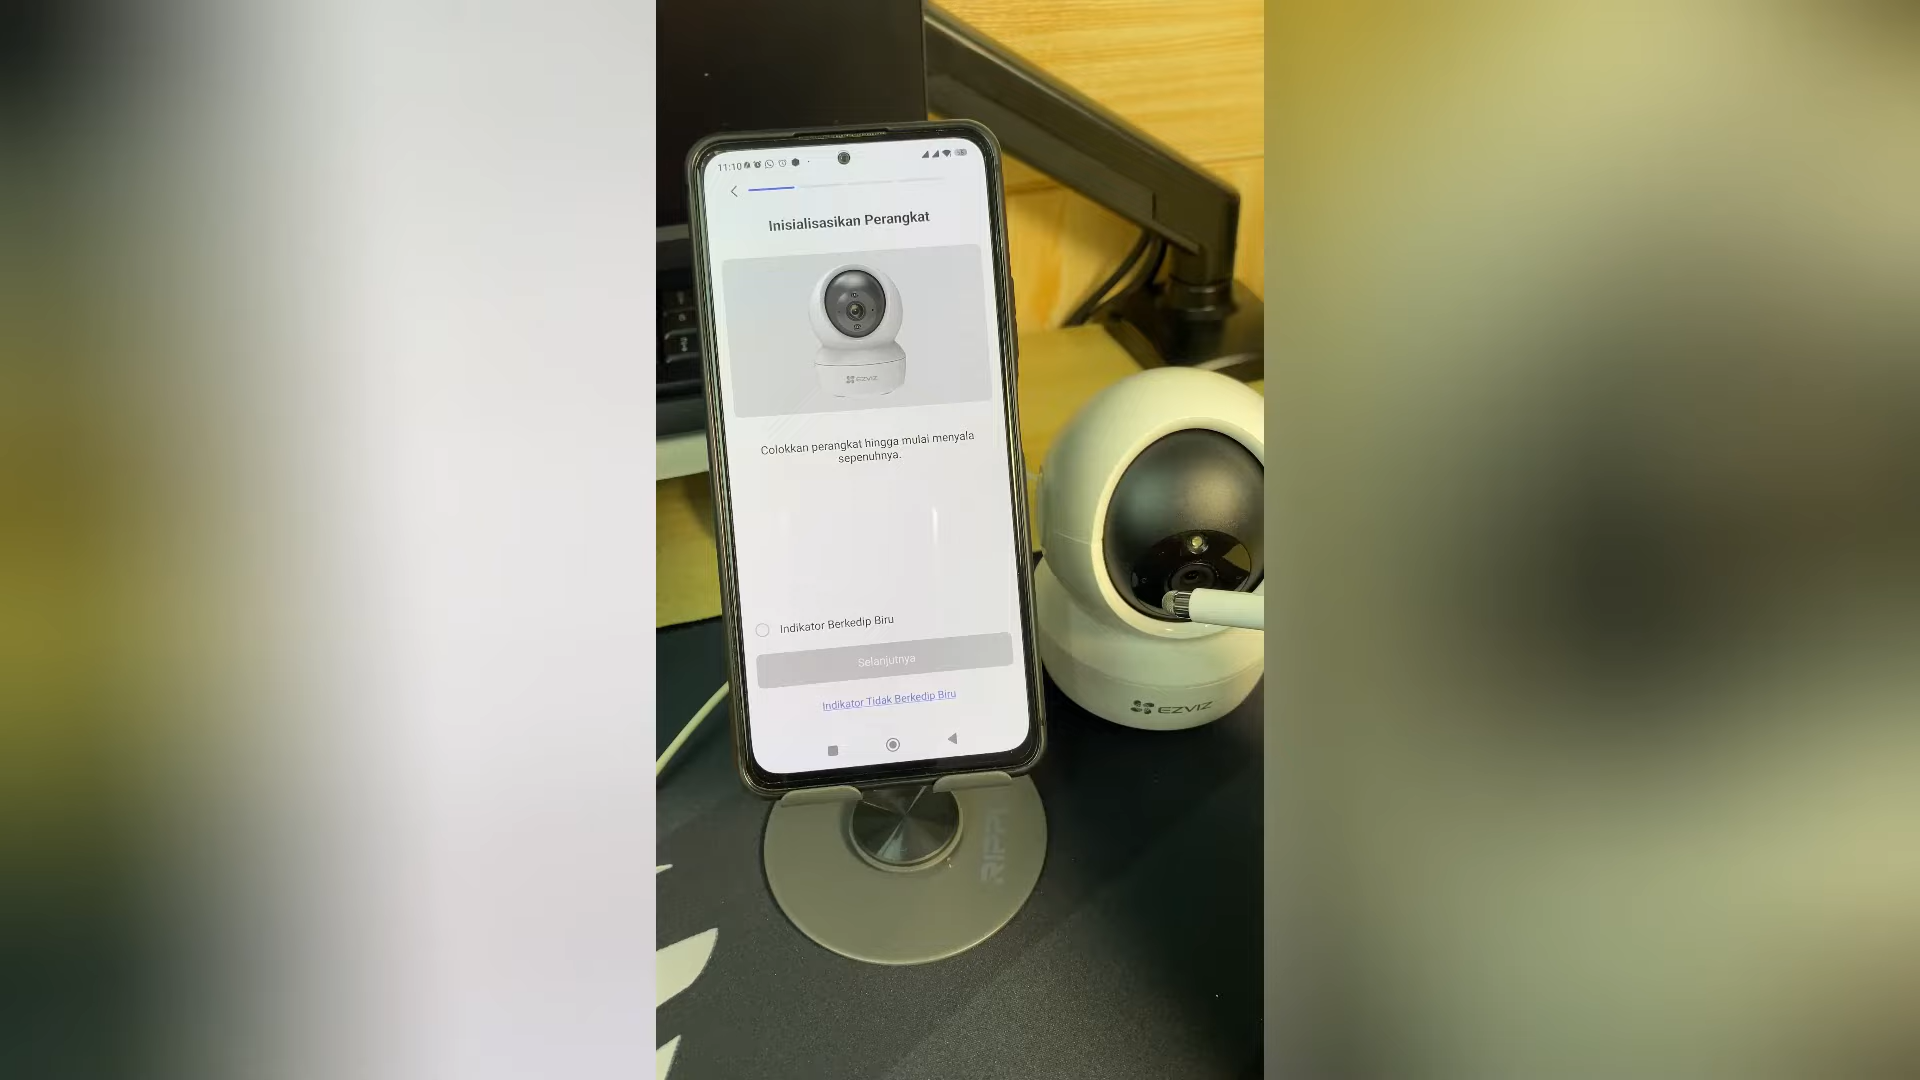 11:10
Inisialisasikan Perangkat
EZVIZ
Colokkan perangkat hingga mulai menyala
sepenuhnya.
Indikator Berkedip Biru
Selanjutnya
Indikator Tidak Berkedip Biru
EZVIZ
RIPPI